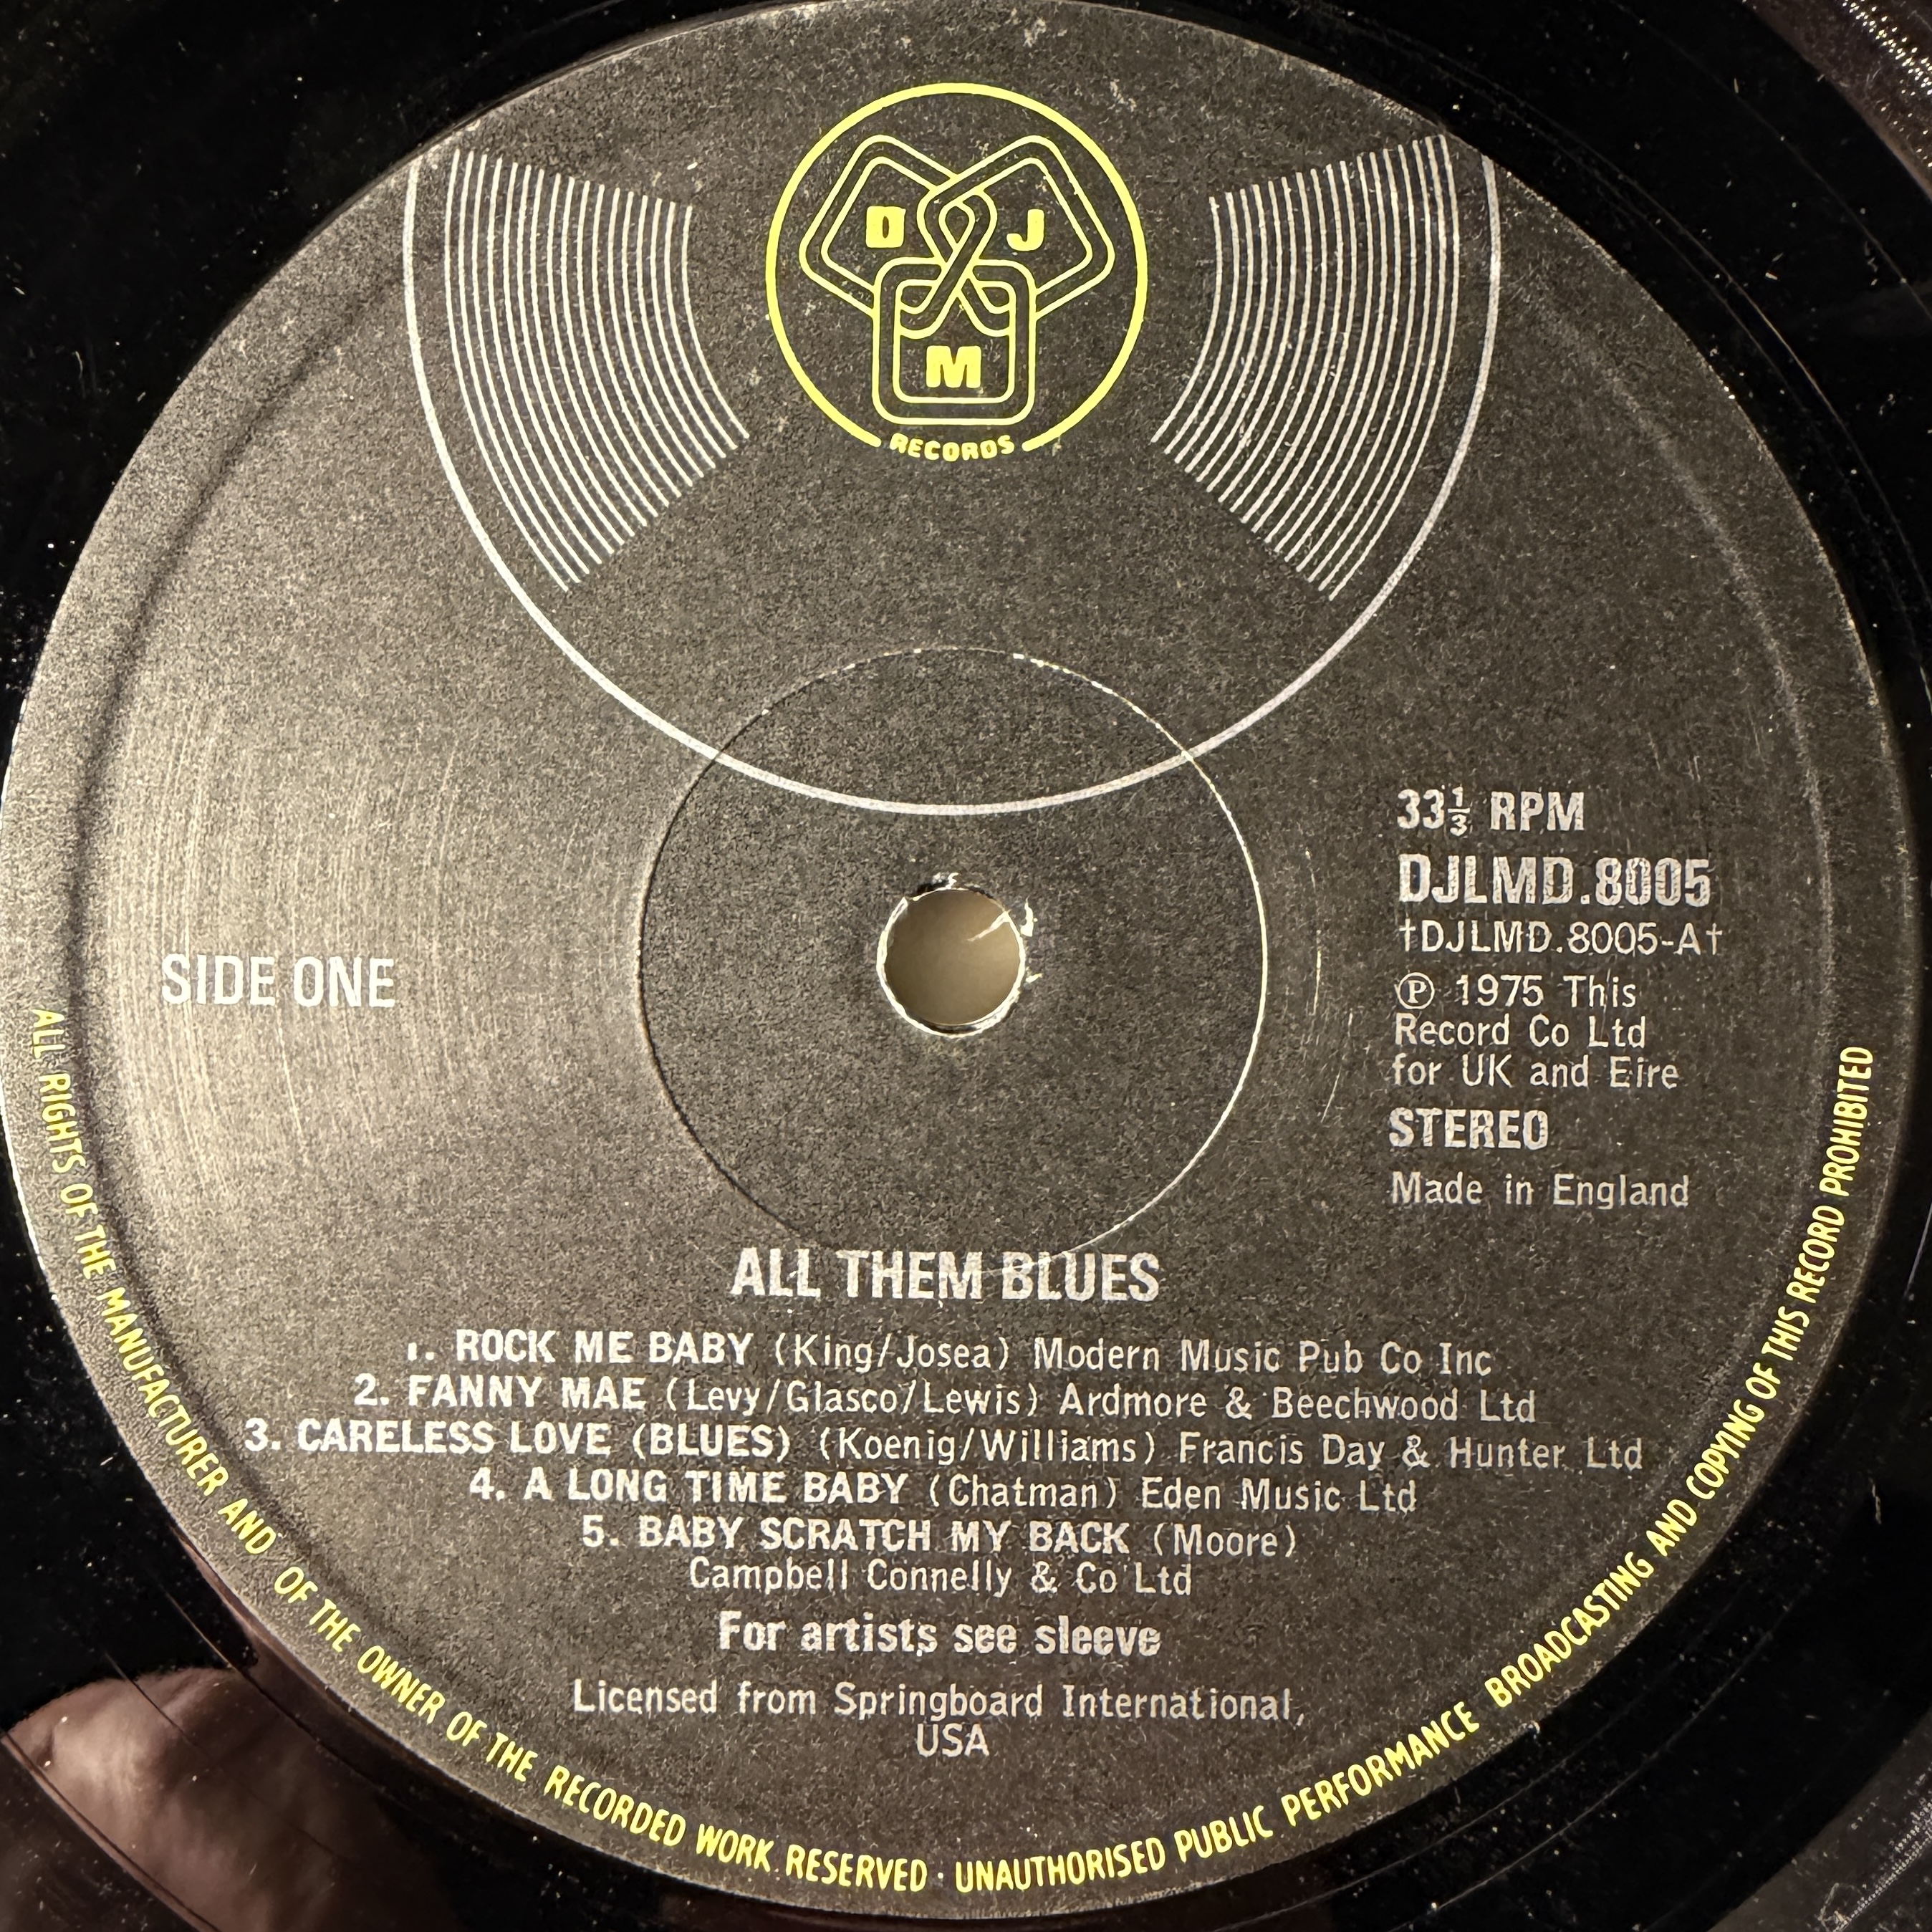 D J
M
RECORDS
33⅓ RPM
DJLMD.8005
†DJLMD.8005-A†
℗ 1975 This
Record Co Ltd
for UK and Eire
STEREO
Made in England
SIDE ONE
ALL THEM BLUES
1. ROCK ME BABY (King/Josea) Modern Music Pub Co Inc
2. FANNY MAE (Levy/Glasco/Lewis) Ardmore & Beechwood Ltd
3. CARELESS LOVE (BLUES) (Koenig/Williams) Francis Day & Hunter Ltd
4. A LONG TIME BABY (Chatman) Eden Music Ltd
5. BABY SCRATCH MY BACK (Moore)
Campbell Connelly & Co Ltd
For artists see sleeve
Licensed from Springboard International,
USA
ALL RIGHTS OF THE MANUFACTURER AND OF THE OWNER OF THE RECORDED WORK RESERVED · UNAUTHORISED PUBLIC PERFORMANCE BROADCASTING AND COPYING OF THIS RECORD PROHIBITED